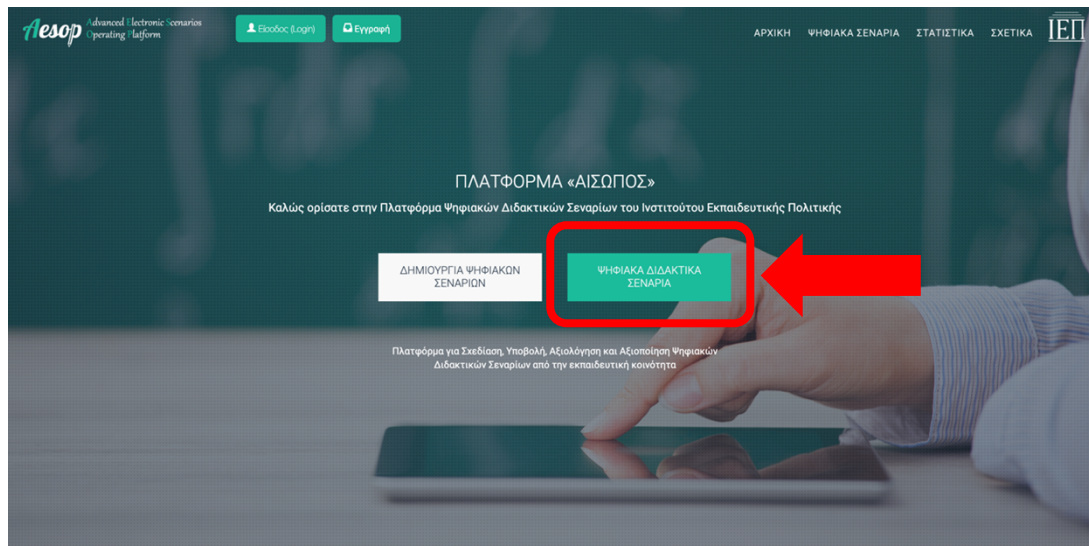 Aesop Advanced Electronic Scenarios
Operating Platform
Είσοδος (Login)
Εγγραφή
ΑΡΧΙΚΗ ΨΗΦΙΑΚΑ ΣΕΝΑΡΙΑ ΣΤΑΤΙΣΤΙΚΑ ΣΧΕΤΙΚΑ ΙΕΠ
ΠΛΑΤΦΟΡΜΑ «ΑΙΣΩΠΟΣ»
Καλώς ορίσατε στην Πλατφόρμα Ψηφιακών Διδακτικών Σεναρίων του Ινστιτούτου Εκπαιδευτικής Πολιτικής
ΔΗΜΙΟΥΡΓΙΑ ΨΗΦΙΑΚΩΝ
ΣΕΝΑΡΙΩΝ
ΨΗΦΙΑΚΑ ΔΙΔΑΚΤΙΚΑ
ΣΕΝΑΡΙΑ
Πλατφόρμα για Σχεδίαση, Υποβολή, Αξιολόγηση και Αξιοποίηση Ψηφιακών
Διδακτικών Σεναρίων από την εκπαιδευτική κοινότητα